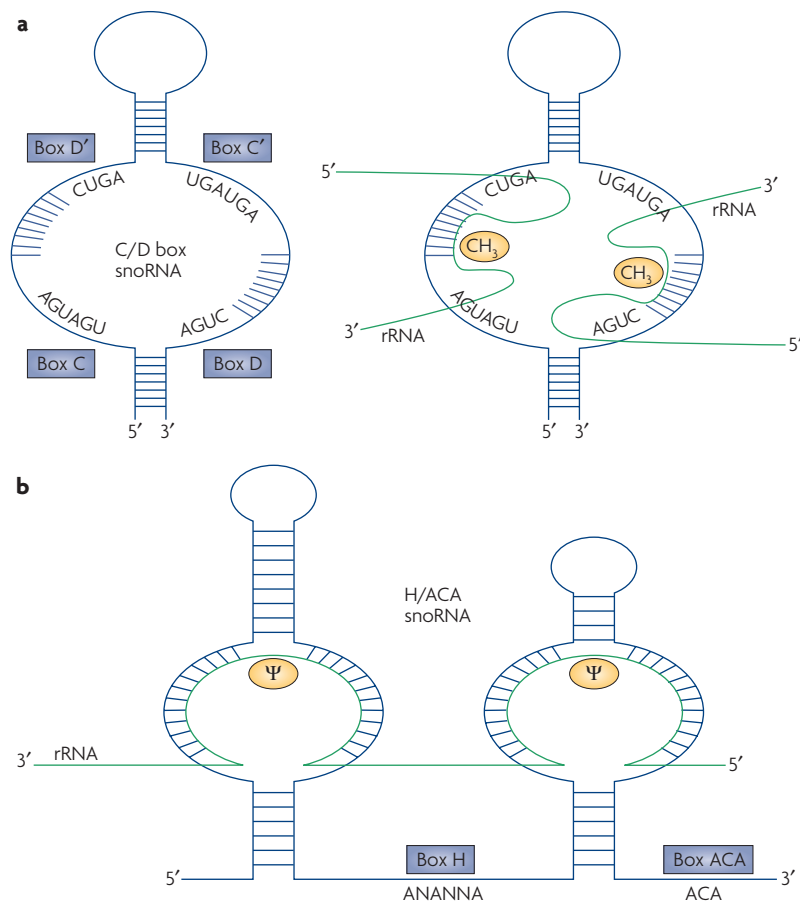 a
Box D′
Box C′
CUGA
UGAUGA
C/D box
snoRNA
AGUAGU
AGUC
Box C
Box D
5′ 3′
5′
CUGA
UGAUGA
3′
rRNA
CH3
CH3
AGUAGU
AGUC
3′
rRNA
5′
5′ 3′
b
H/ACA
snoRNA
Ψ
Ψ
3′
rRNA
5′
Box H
Box ACA
5′
3′
ANANNA
ACA